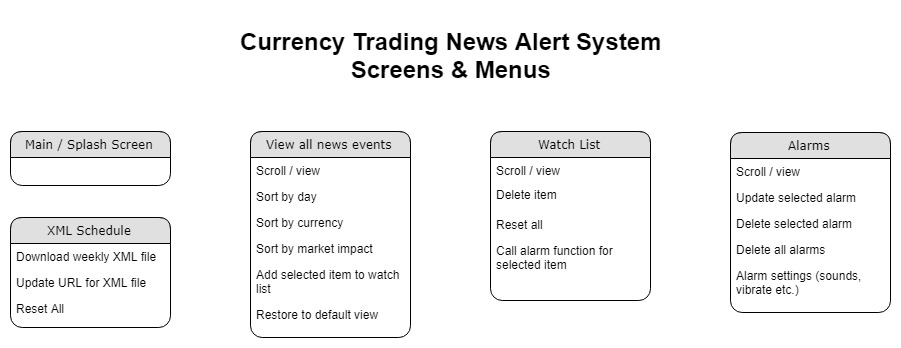 Currency Trading News Alert System
Screens & Menus
Main / Splash Screen
XML Schedule
Download weekly XML file
Update URL for XML file
Reset All
View all news events
Scroll / view
Sort by day
Sort by currency
Sort by market impact
Add selected item to watch
list
Restore to default view
Watch List
Scroll / view
Delete item
Reset all
Call alarm function for
selected item
Alarms
Scroll / view
Update selected alarm
Delete selected alarm
Delete all alarms
Alarm settings (sounds,
vibrate etc.)